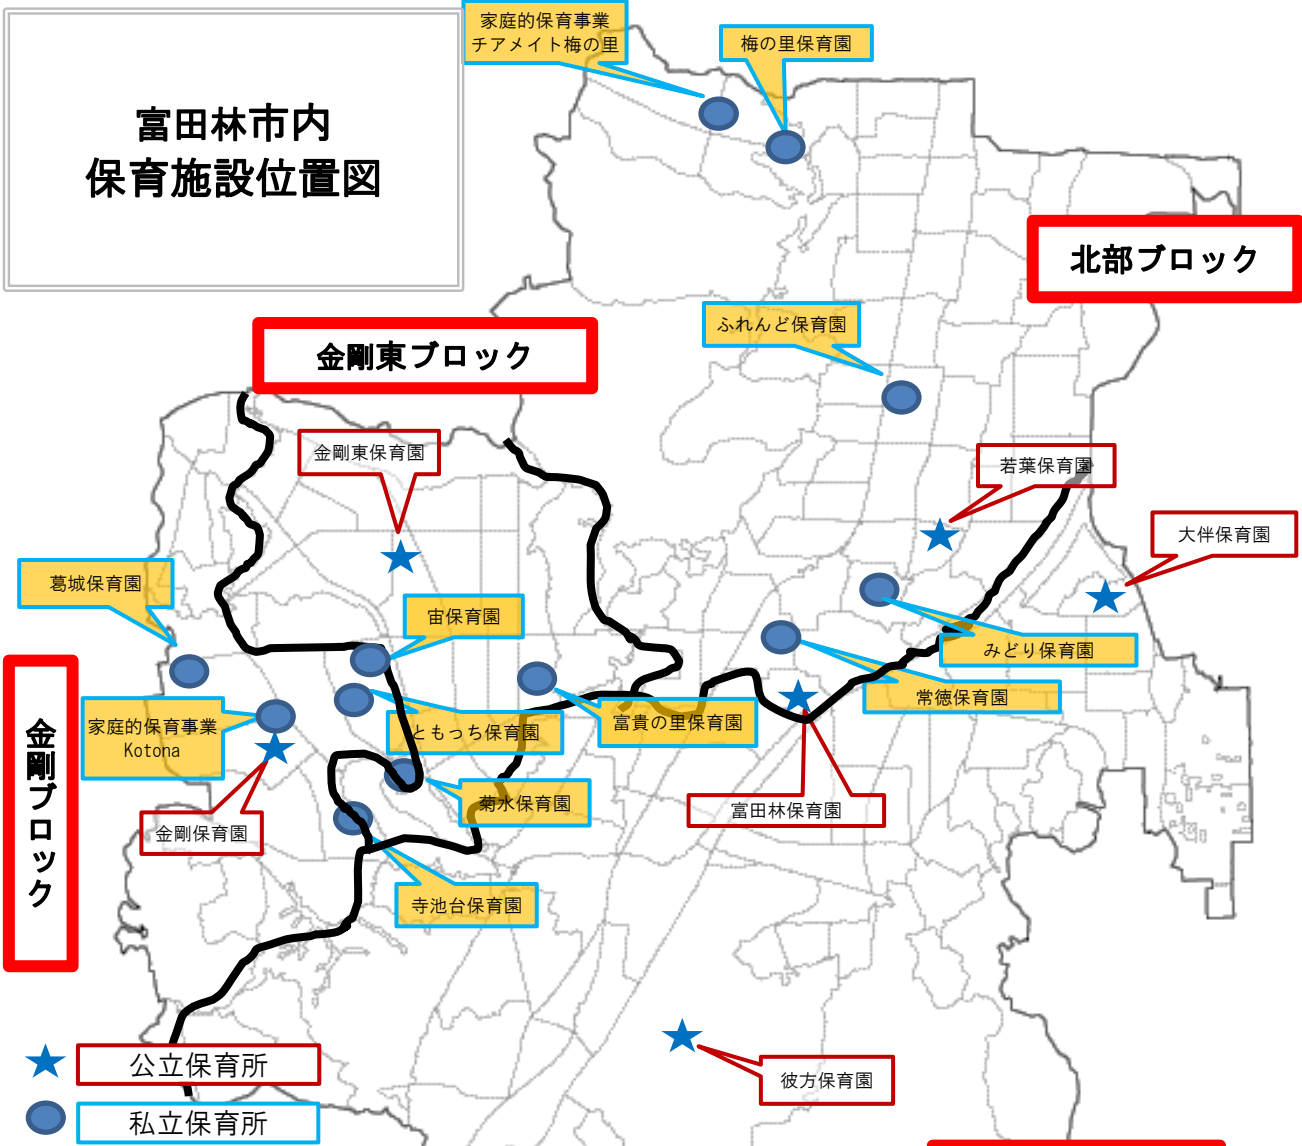 富田林市内
保育施設位置図
家庭的保育事業
チアメイト梅の里
梅の里保育園
北部ブロック
ふれんど保育園
金剛東ブロック
金剛東保育園
若葉保育園
大伴保育園
葛城保育園
宙保育園
みどり保育園
常徳保育園
金剛ブロック
家庭的保育事業
Kotona
ともっち保育園
富貴の里保育園
菊水保育園
富田林保育園
金剛保育園
寺池台保育園
彼方保育園
公立保育所
私立保育所